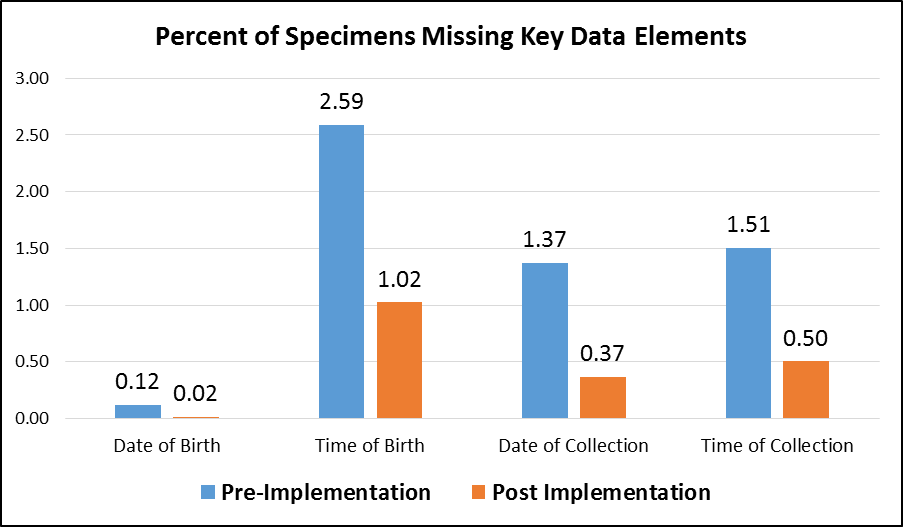 Percent of Specimens Missing Key Data Elements
3.00
2.50
2.00
1.50
1.00
0.50
0.00
0.12
0.02
2.59
1.02
1.37
0.37
1.51
0.50
Date of Birth
Time of Birth
Date of Collection
Time of Collection
Pre-Implementation
Post Implementation